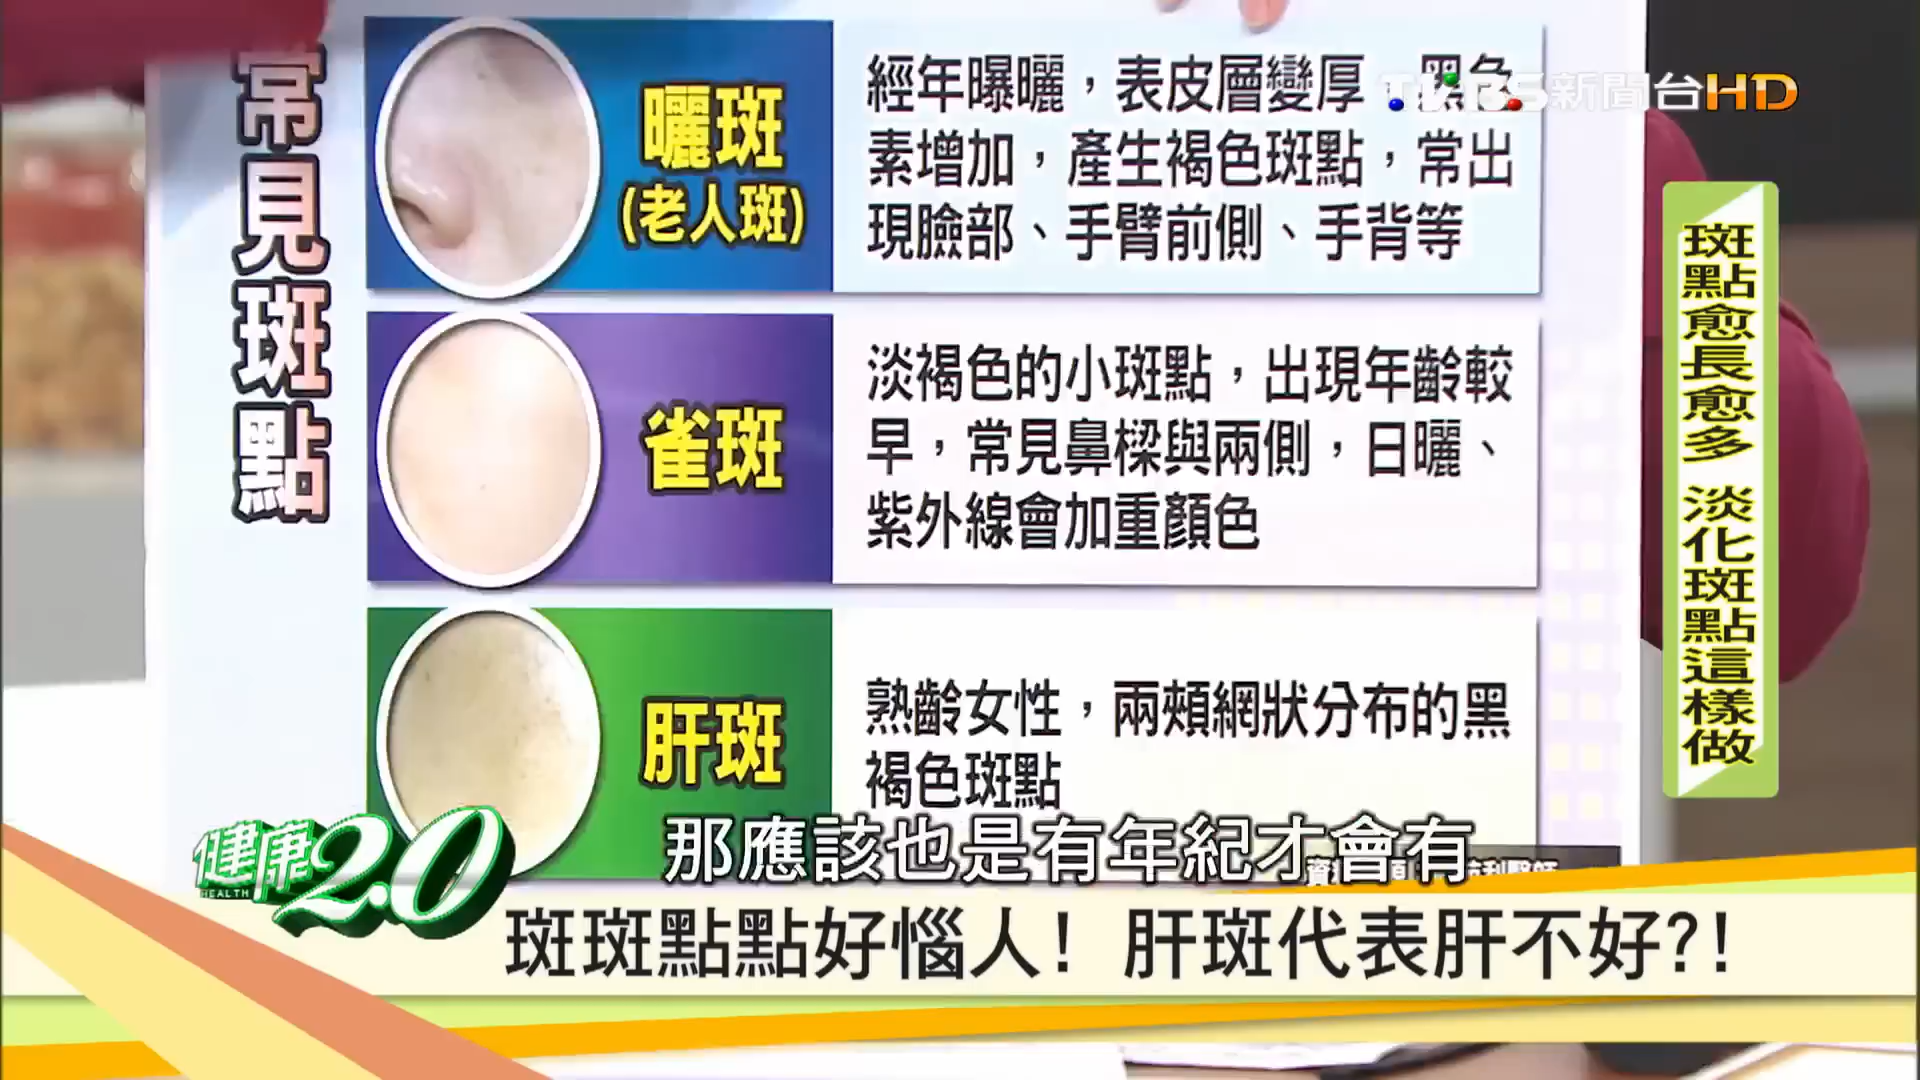 常見斑點
曬斑
(老人斑)
經年曝曬，表皮層變厚，黑色
素增加，產生褐色斑點，常出
現臉部、手臂前側、手背等
雀斑
淡褐色的小斑點，出現年齡較
早，常見鼻樑與兩側，日曬、
紫外線會加重顏色
肝斑
熟齡女性，兩頰網狀分布的黑
褐色斑點
TVBS新聞台HD
斑點愈長愈多 淡化斑點這樣做
那應該也是有年紀才會有
健康2.0
HEALTH
斑斑點點好惱人！肝斑代表肝不好?!